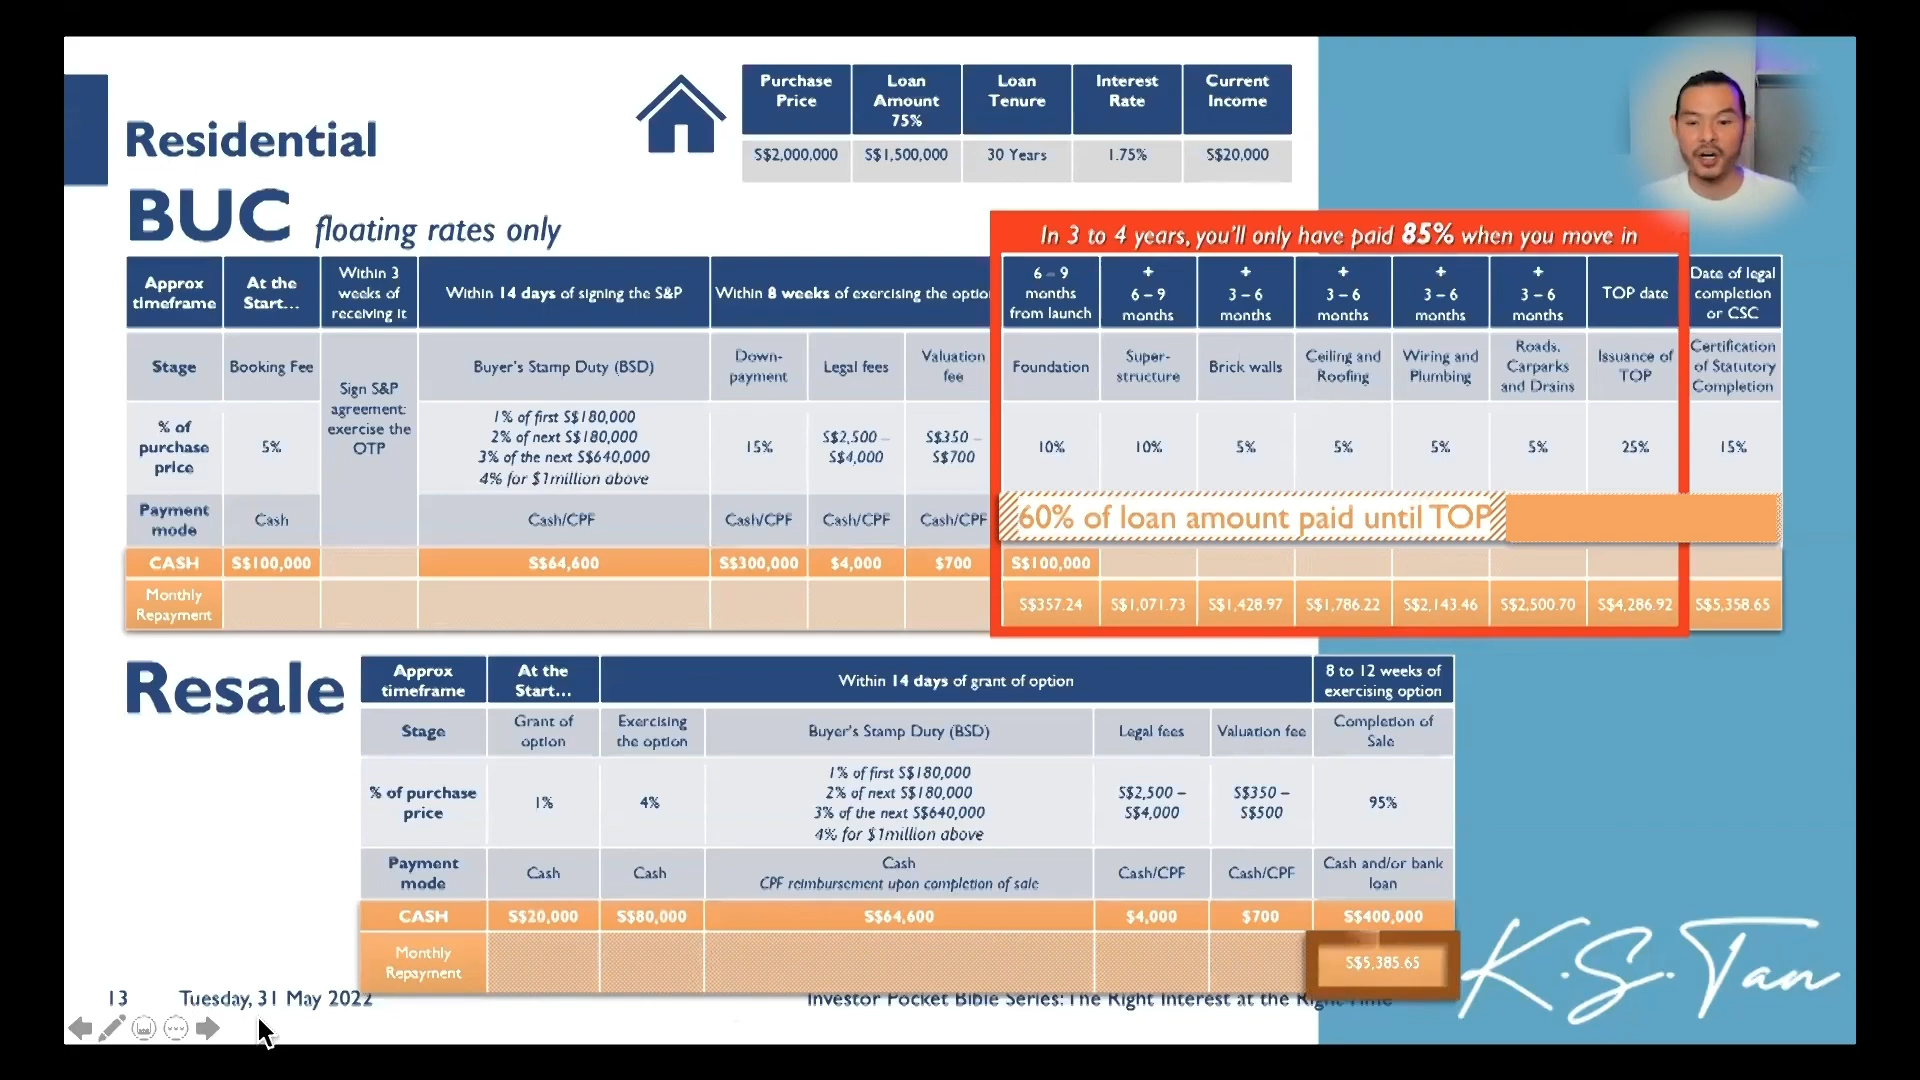 Residential
BUC floating rates only
Purchase Price
Loan Amount 75%
Loan Tenure
Interest Rate
Current Income
S$2,000,000
S$1,500,000
30 Years
1.75%
S$20,000
In 3 to 4 years, you'll only have paid 85% when you move in
Approx timeframe
At the Start...
Within 3 weeks of receiving it
Within 14 days of signing the S&P
Within 8 weeks of exercising the optio
6 – 9 months from launch
+ 6 – 9 months
+ 3 – 6 months
+ 3 – 6 months
+ 3 – 6 months
+ 3 – 6 months
TOP date
Date of legal completion or CSC
Stage
Booking Fee
Sign S&P agreement: exercise the OTP
Buyer's Stamp Duty (BSD)
Down-payment
Legal fees
Valuation fee
Foundation
Super-structure
Brick walls
Ceiling and Roofing
Wiring and Plumbing
Roads, Carparks and Drains
Issuance of TOP
Certification of Statutory Completion
% of purchase price
5%
1% of first S$180,000
2% of next S$180,000
3% of the next S$640,000
4% for $1million above
15%
S$2,500 – S$4,000
S$350 – S$700
10%
10%
5%
5%
5%
5%
25%
15%
Payment mode
Cash
Cash/CPF
Cash/CPF
Cash/CPF
Cash/CPF
60% of loan amount paid until TOP
CASH
S$100,000
S$64,600
S$300,000
$4,000
$700
S$100,000
Monthly Repayment
S$357.24
S$1,071.73
S$1,428.97
S$1,786.22
S$2,143.46
S$2,500.70
S$4,286.92
S$5,358.65
Resale
Approx timeframe
At the Start...
Within 14 days of grant of option
8 to 12 weeks of exercising option
Stage
Grant of option
Exercising the option
Buyer's Stamp Duty (BSD)
Legal fees
Valuation fee
Completion of Sale
% of purchase price
1%
4%
1% of first S$180,000
2% of next S$180,000
3% of the next S$640,000
4% for $1million above
S$2,500 – S$4,000
S$350 – S$500
95%
Payment mode
Cash
Cash
Cash
CPF reimbursement upon completion of sale
Cash/CPF
Cash/CPF
Cash and/or bank loan
CASH
S$20,000
S$80,000
S$64,600
$4,000
$700
S$400,000
Monthly Repayment
S$5,385.65
K.S.Tan
13
Tuesday, 31 May 2022
Investor Pocket Bible Series: The Right Interest at the Right Time